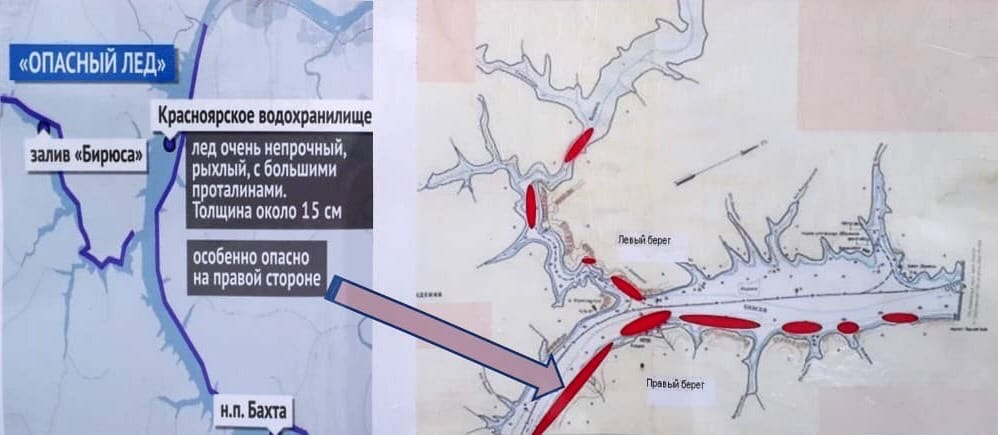 «ОПАСНЫЙ ЛЕД»
Красноярское водохранилище
залив «Бирюса»
лед очень непрочный,
рыхлый, с большими
проталинами.
Толщина около 15 см
особенно опасно
на правой стороне
н.п. Бахта
Левый берег
Правый берег